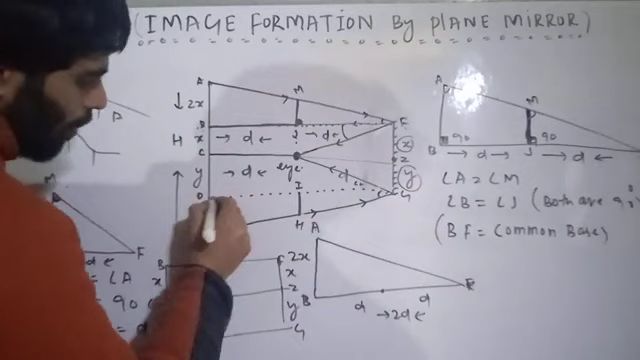 (IMAGE FORMATION By PLANE MIRROR)
A
↓2x
M
B
→ d ←
J
→ d ←
F
H
x
C
eye
Z
x
y
→ d ←
d
y
D
I
G
H
A
M
B
90
J
90
→ d → J → d ←
∠A = ∠M
∠B = ∠J (Both are 90°)
(BF = Common Base)
M
F
d ←
= ∠A
= 90
= d
B
F
2x
x
x
z
y
G
A
B
d
d
→2d←